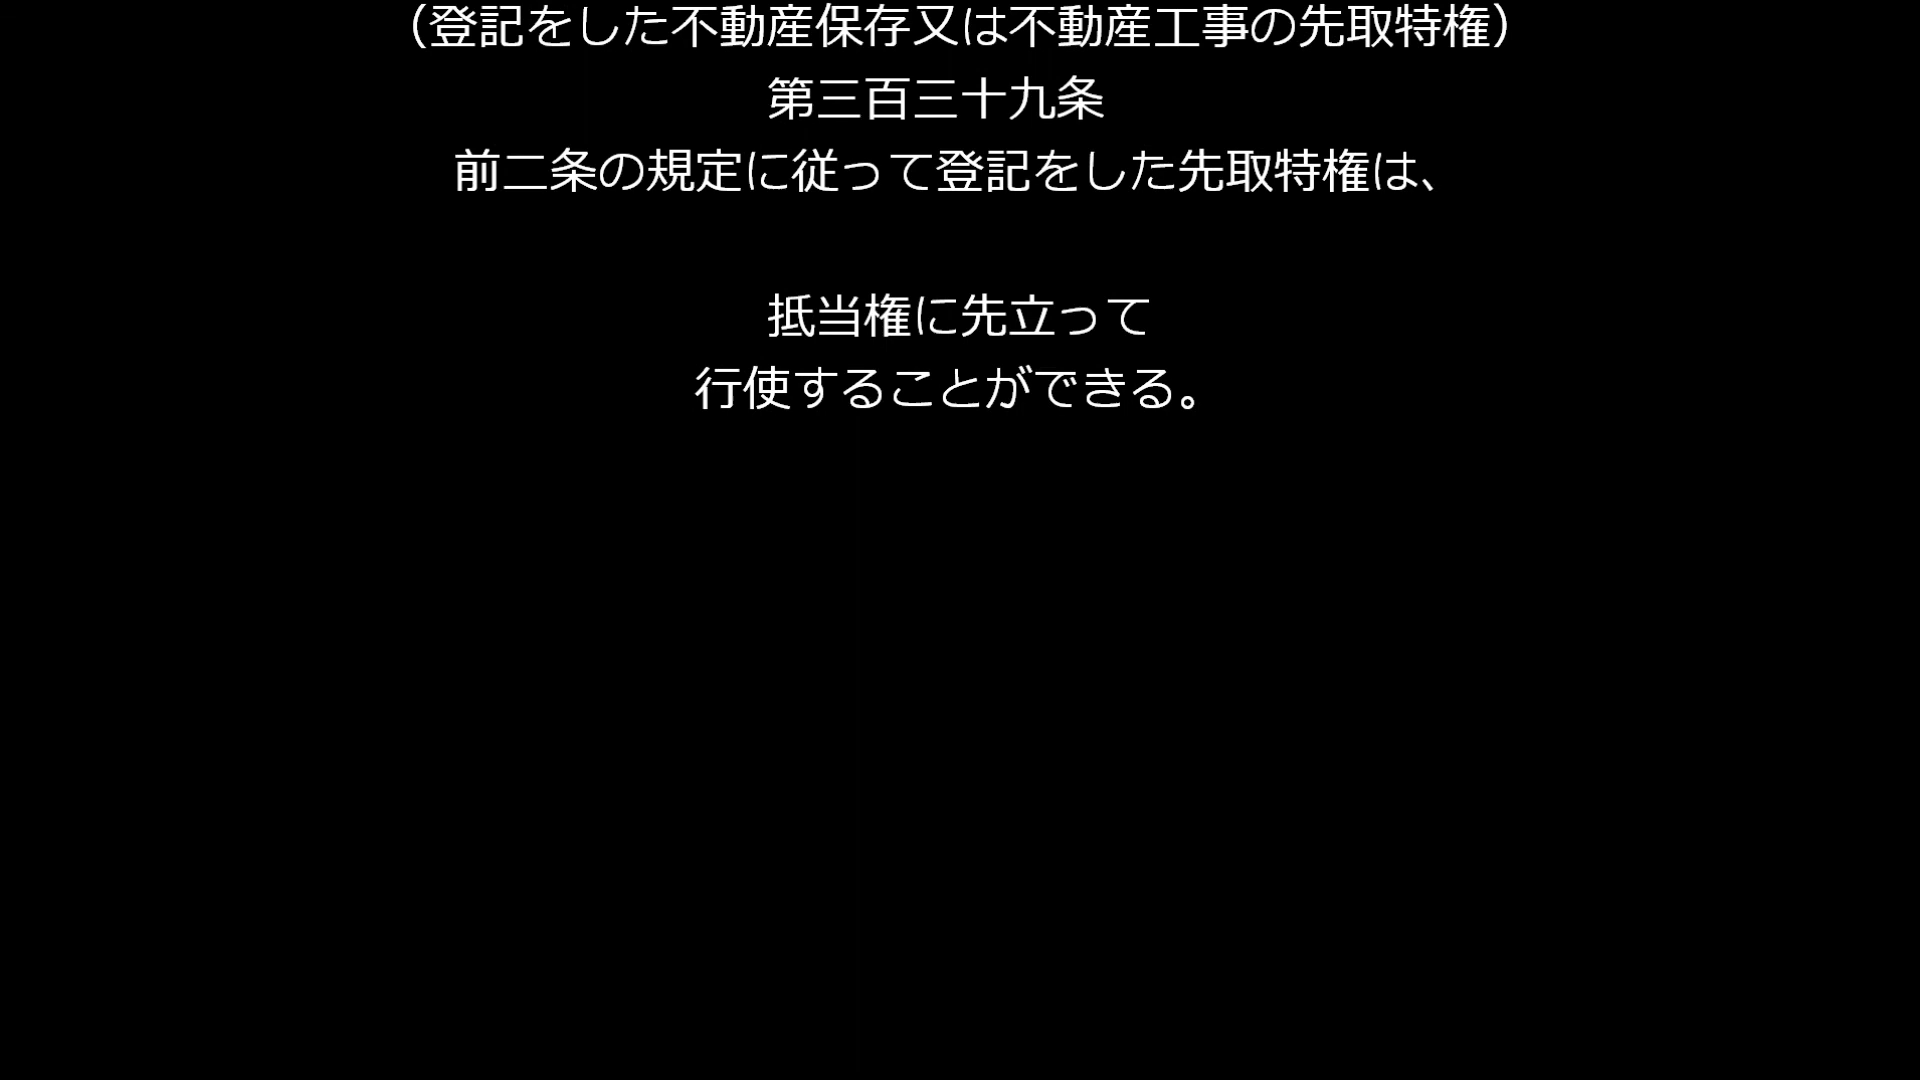 （登記をした不動産保存又は不動産工事の先取特権）
第三百三十九条
前二条の規定に従って登記をした先取特権は、
抵当権に先立って
行使することができる。